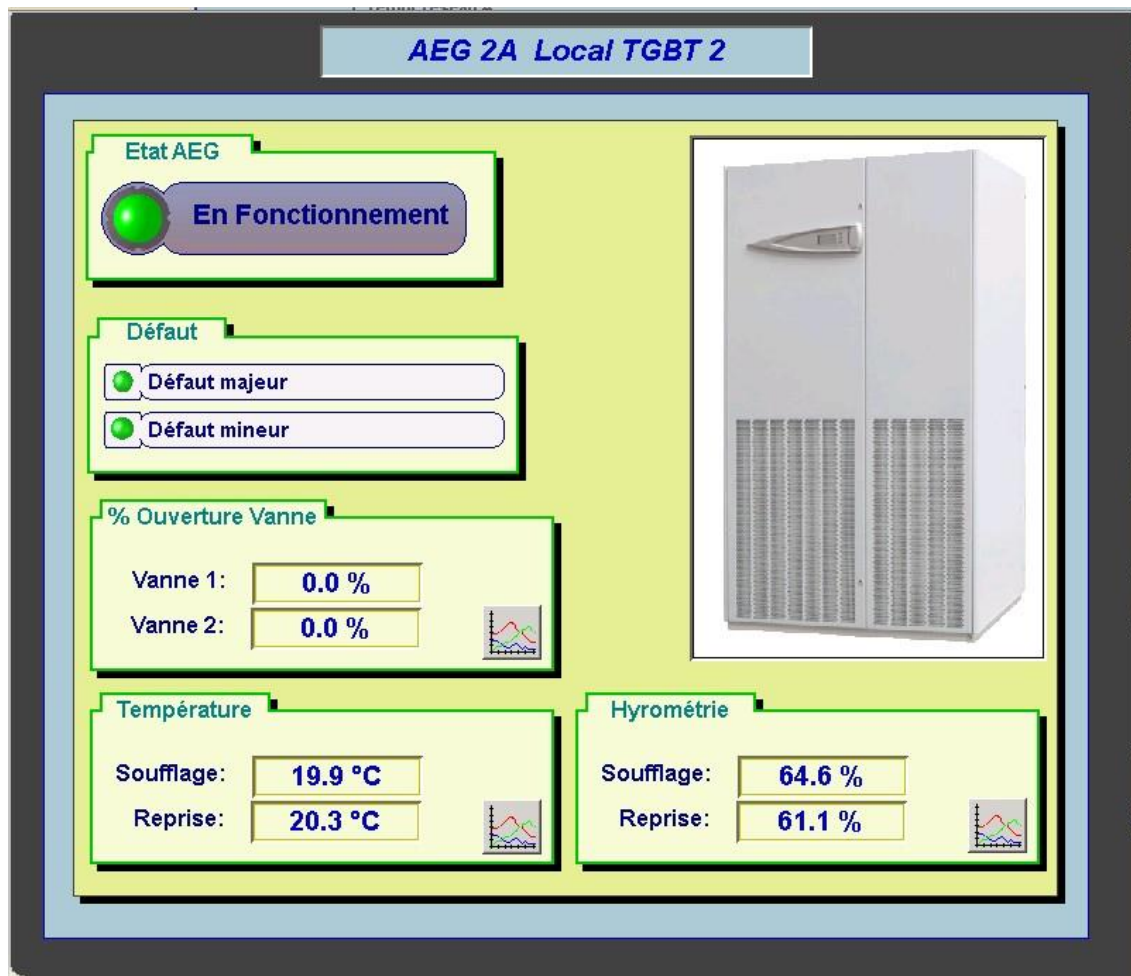 AEG 2A Local TGBT 2
Etat AEG
En Fonctionnement
Défaut
Défaut majeur
Défaut mineur
% Ouverture Vanne
Vanne 1: 0.0 %
Vanne 2: 0.0 %
Température
Soufflage: 19.9 °C
Reprise: 20.3 °C
Hyrométrie
Soufflage: 64.6 %
Reprise: 61.1 %